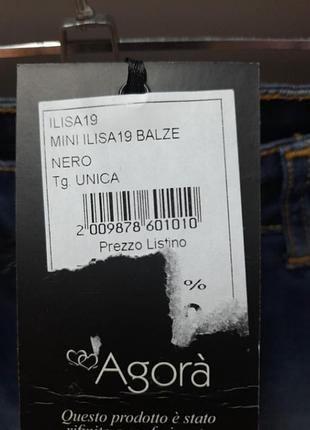 ILISA19
MINI ILISA19 BALZE
NERO
Tg. UNICA
2 009878 601010
Prezzo Listino
%
Agorà
Questo prodotto è stato